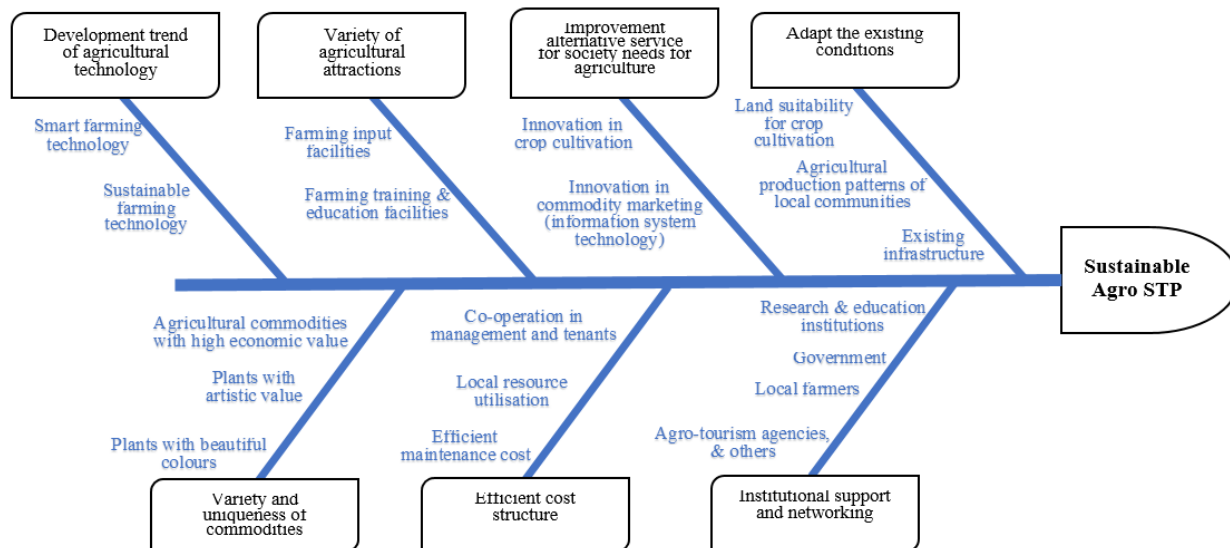 Development trend
of agricultural
technology
Variety of
agricultural
attractions
Improvement
alternative service
for society needs for
agriculture
Adapt the existing
conditions
Smart farming
technology
Sustainable
farming
technology
Farming input
facilities
Farming training &
education facilities
Innovation in
crop cultivation
Innovation in
commodity marketing
(information system
technology)
Land suitability
for crop
cultivation
Agricultural
production patterns of
local communities
Existing
infrastructure
Sustainable
Agro STP
Agricultural commodities
with high economic value
Plants with
artistic value
Plants with beautiful
colours
Co-operation in
management and tenants
Local resource
utilisation
Efficient
maintenance cost
Research & education
institutions
Government
Local farmers
Agro-tourism agencies,
& others
Variety and
uniqueness of
commodities
Efficient cost
structure
Institutional support
and networking